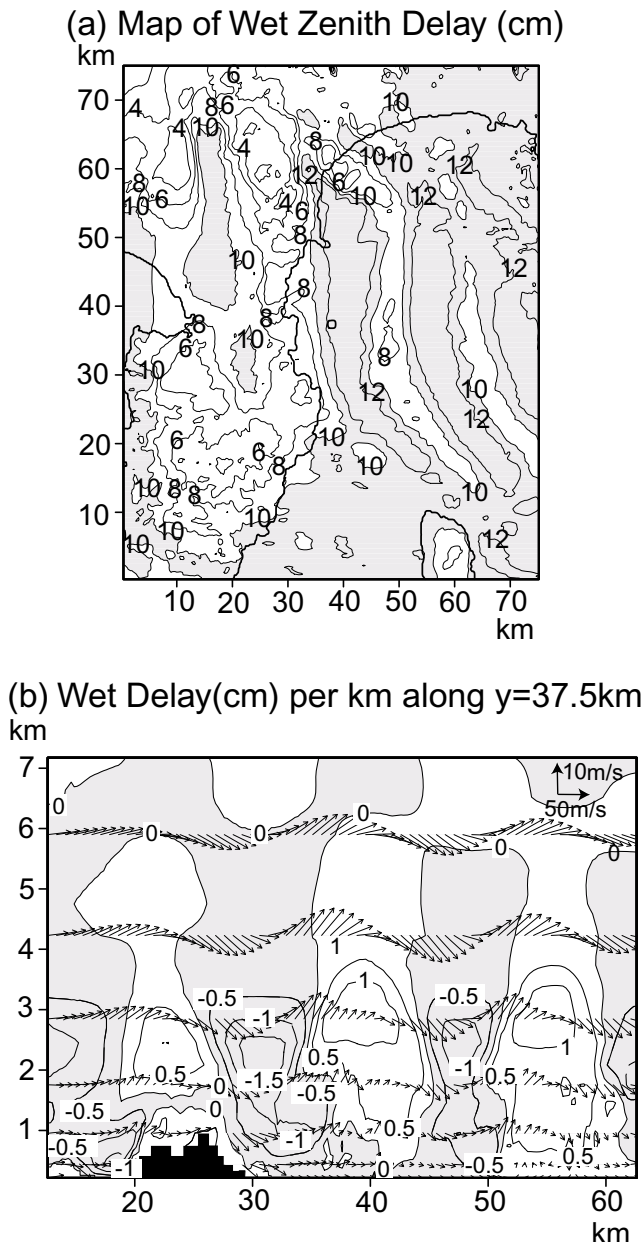 (a) Map of Wet Zenith Delay (cm)
km
70
60
50
40
30
20
10
10 20 30 40 50 60 70
km
6
4 8 6 10
4 10
4 8
12 10 10 12
8 8
10 6 4 6 10 12
8
10 12
8
8 8
6 10 8
10 10
12
12
6 10
6 8 10
10 8 8 10
10 10
10 12
(b) Wet Delay(cm) per km along y=37.5km
km
7
6
5
4
3
2
1
20 30 40 50 60
km
10m/s
50m/s
0 0
0 0 0 0
1
-0.5 1 -0.5
-1 1
0.5 -1
0.5 0 -1.5 -0.5 0.5
-0.5 0
-0.5 -1 0.5
-1 0 -0.5 0.5